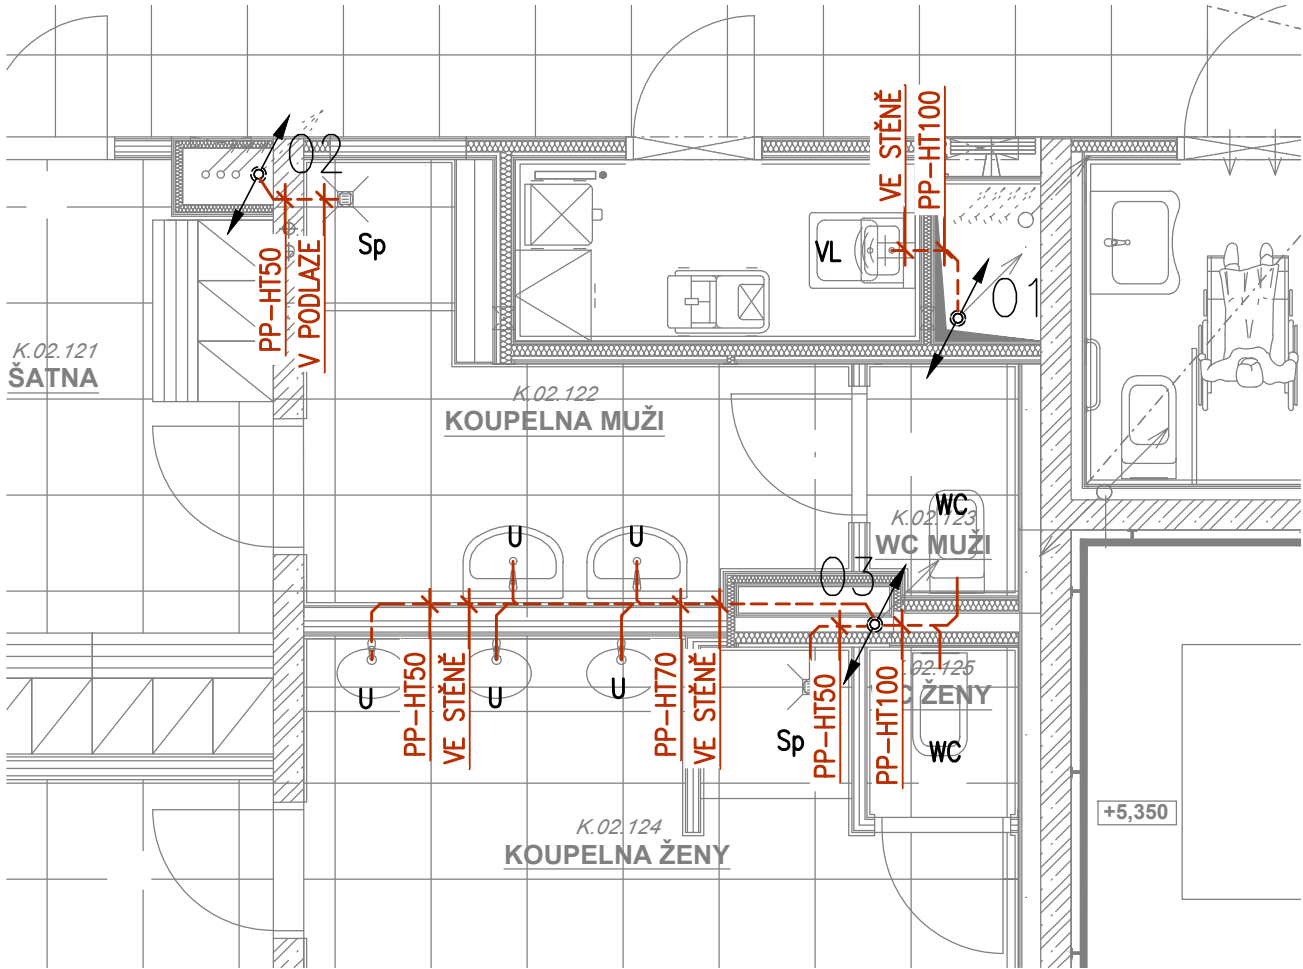 VE STĚNĚ
PP-HT100
02
Sp
VL
01
PP-HT50
V PODLAZE
K.02.121
ŠATNA
K.02.122
KOUPELNA MUŽI
WC
K.02.123
WC MUŽI
U
U
03
K.02.125
C ŽENY
U
U
U
PP-HT50
VE STĚNĚ
PP-HT70
VE STĚNĚ
Sp
PP-HT50
PP-HT100
WC
+5,350
K.02.124
KOUPELNA ŽENY